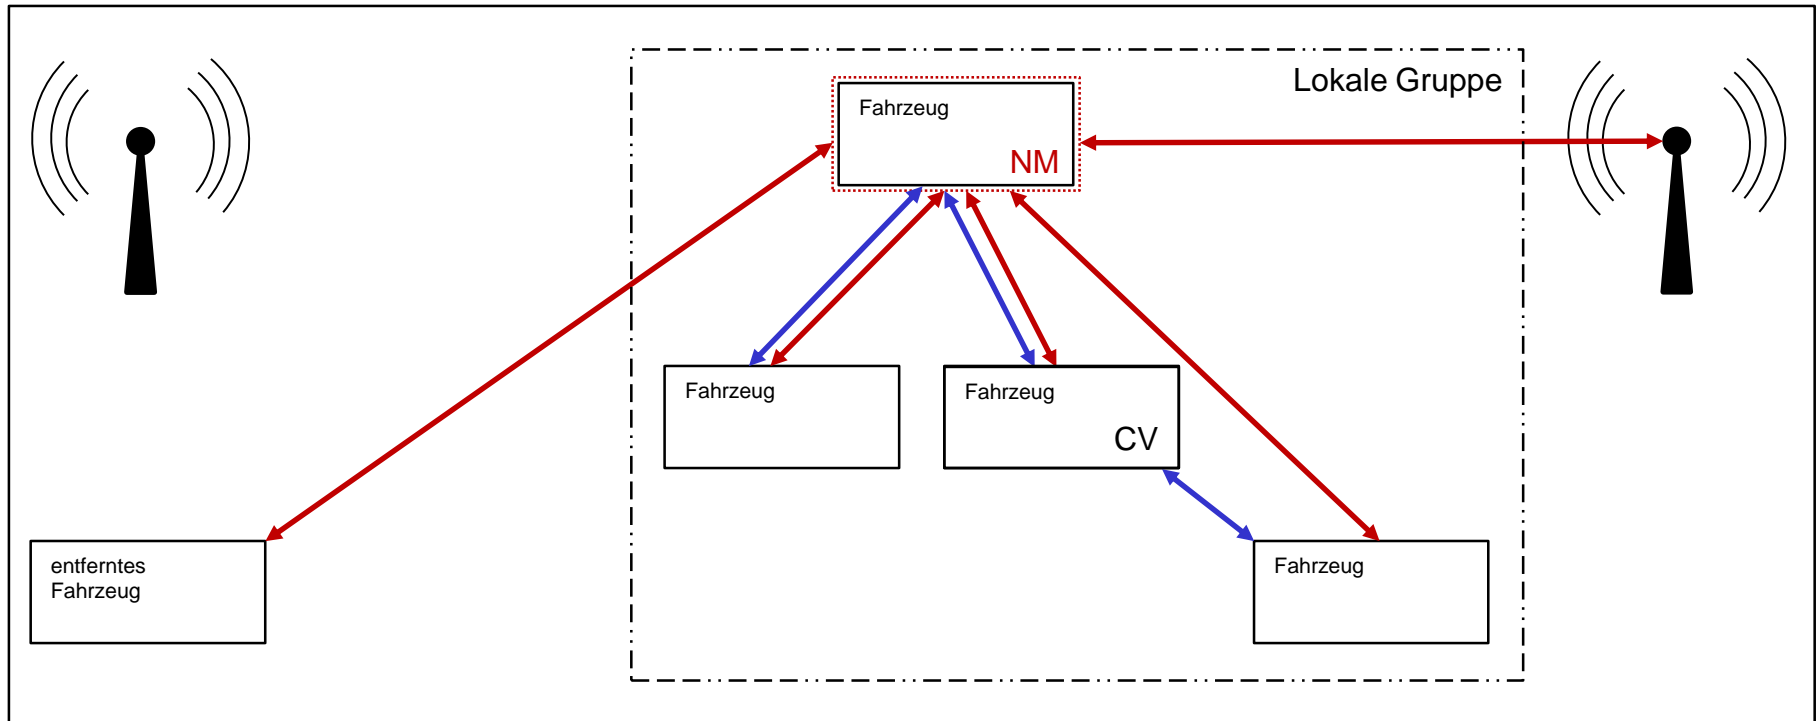 Lokale Gruppe
Fahrzeug
NM
Fahrzeug
Fahrzeug
CV
entferntes
Fahrzeug
Fahrzeug